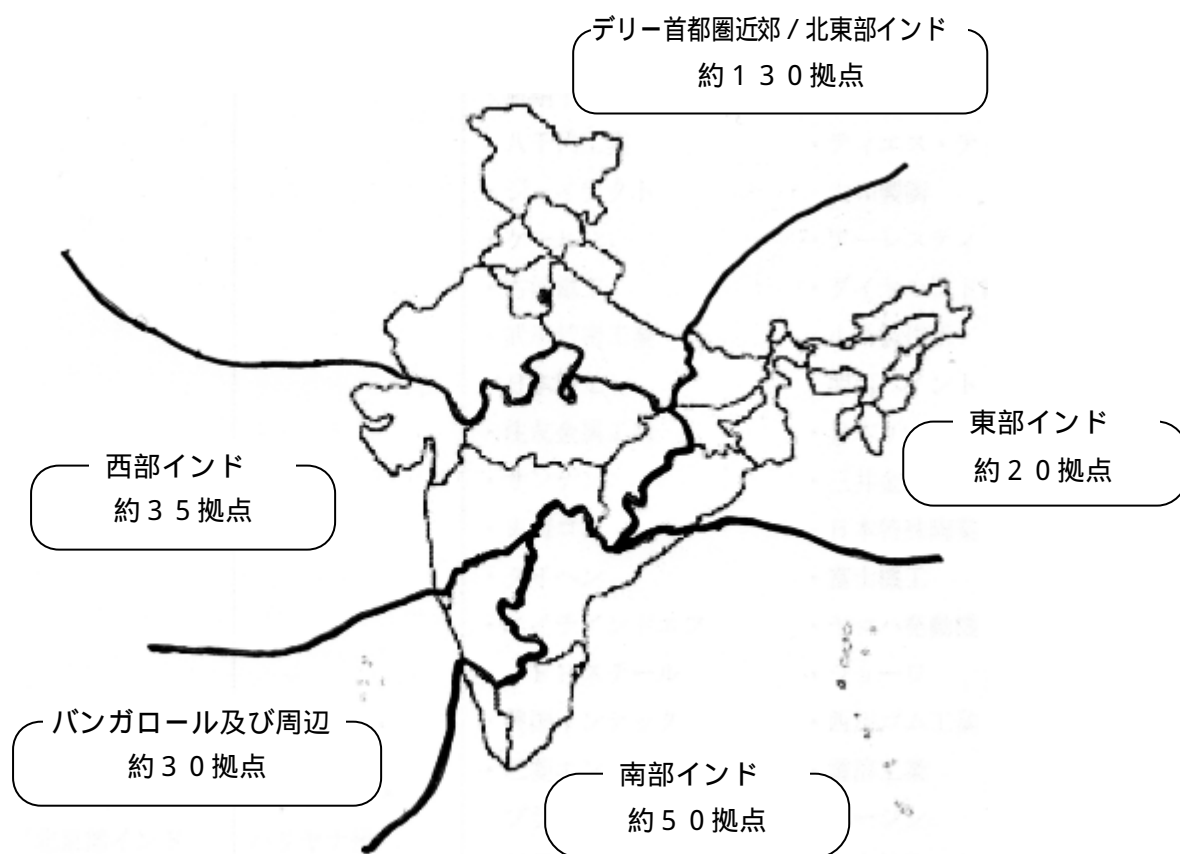 デリー首都圏近郊 / 北東部インド
約１３０拠点
東部インド
約２０拠点
西部インド
約３５拠点
バンガロール及び周辺
約３０拠点
南部インド
約５０拠点